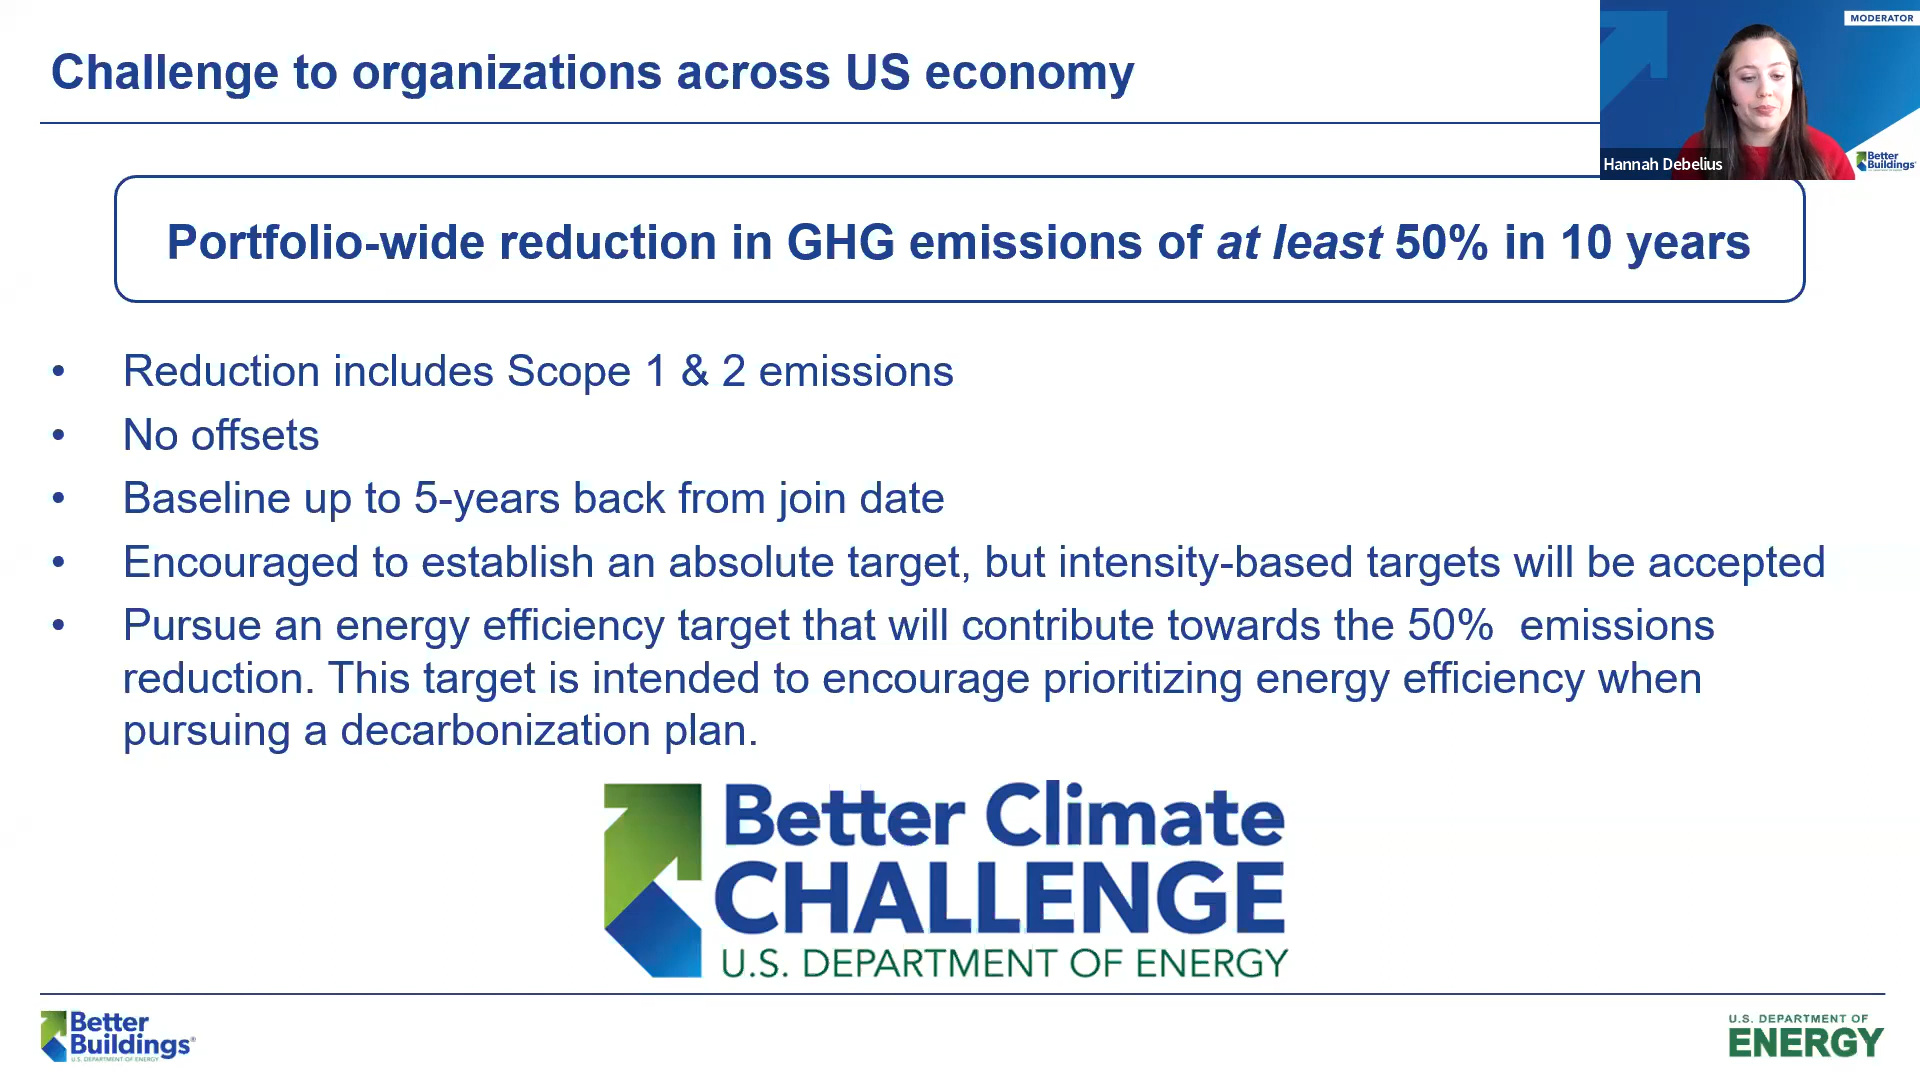 Challenge to organizations across US economy
MODERATOR
Hannah Debelius
Better
Buildings
Portfolio-wide reduction in GHG emissions of at least 50% in 10 years
• Reduction includes Scope 1 & 2 emissions
• No offsets
• Baseline up to 5-years back from join date
• Encouraged to establish an absolute target, but intensity-based targets will be accepted
• Pursue an energy efficiency target that will contribute towards the 50% emissions
reduction. This target is intended to encourage prioritizing energy efficiency when
pursuing a decarbonization plan.
Better Climate
CHALLENGE
U.S. DEPARTMENT OF ENERGY
Better
Buildings®
U.S. DEPARTMENT OF ENERGY
U.S. DEPARTMENT OF
ENERGY